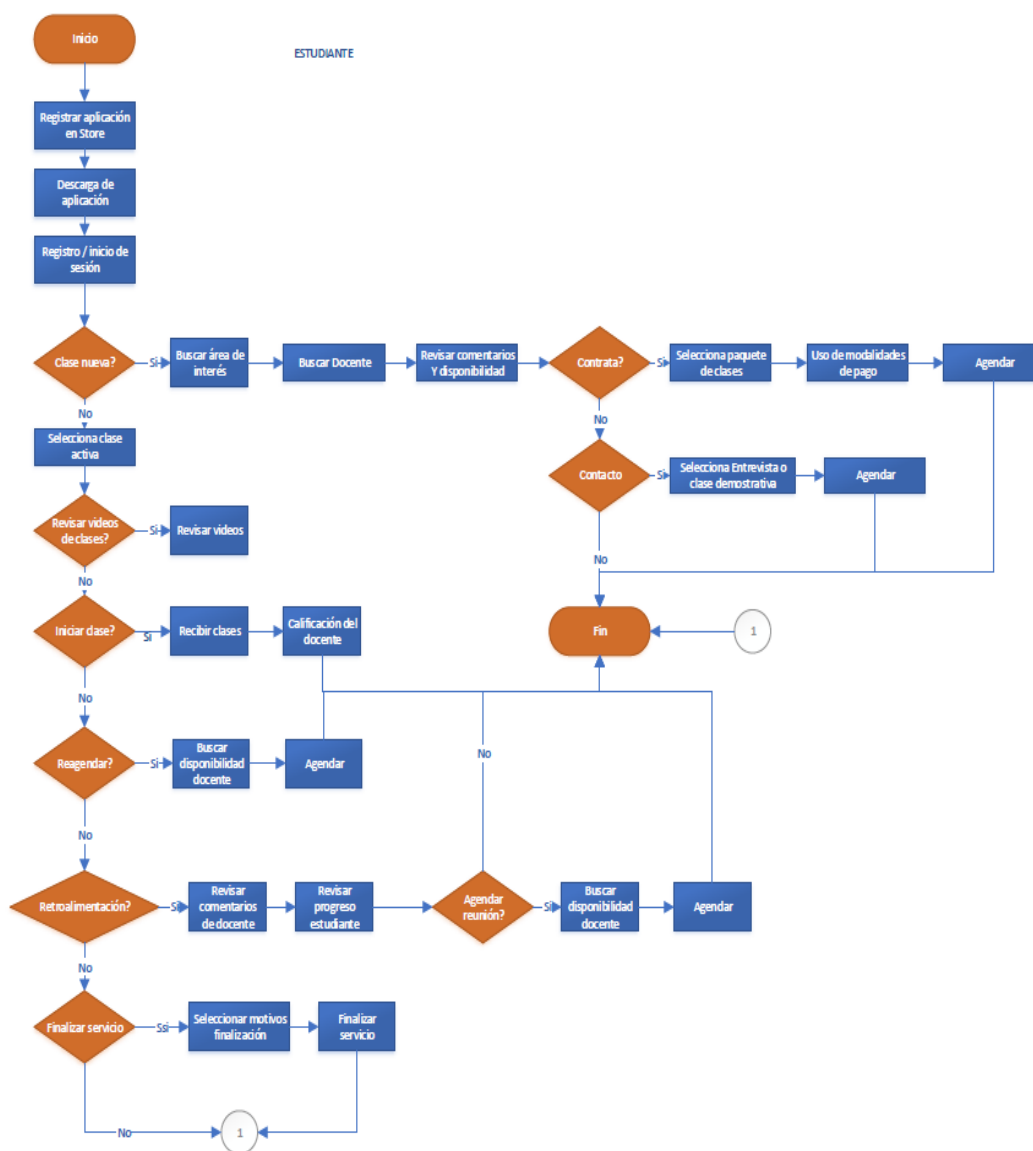 Inicio
ESTUDIANTE
Registrar aplicación
en Store
Descarga de
aplicación
Registro / inicio de
sesión
Clase nueva?
Si
Buscar área de
interés
Buscar Docente
Revisar comentarios
Y disponibilidad
Contrata?
Si
Selecciona paquete
de clases
Uso de modalidades
de pago
Agendar
No
No
Selecciona clase
activa
Contacto
Si
Selecciona Entrevista o
clase demostrativa
Agendar
Revisar videos
de clases?
Si
Revisar videos
No
No
Iniciar clase?
Si
Recibir clases
Calificación del
docente
Fin
1
No
Reagendar?
Si
Buscar
disponibilidad
docente
Agendar
No
No
Retroalimentación?
Si
Revisar
comentarios
de docente
Revisar
progreso
estudiante
Agendar
reunión?
Si
Buscar
disponibilidad
docente
Agendar
No
Finalizar servicio
Ssi
Seleccionar motivos
finalización
Finalizar
servicio
No
1